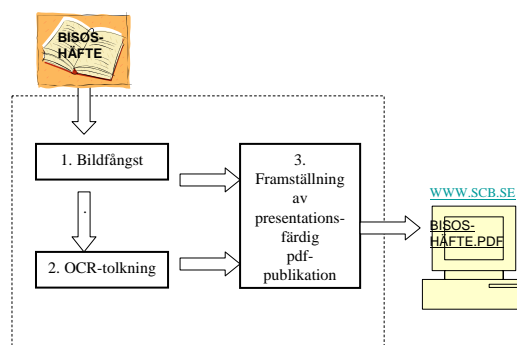 BISOS-
HÄFTE
1. Bildfångst
.
2. OCR-tolkning
3.
Framställning
av
presentations-
färdig
pdf-
publikation
WWW.SCB.SE
BISOS-
HÄFTE.PDF